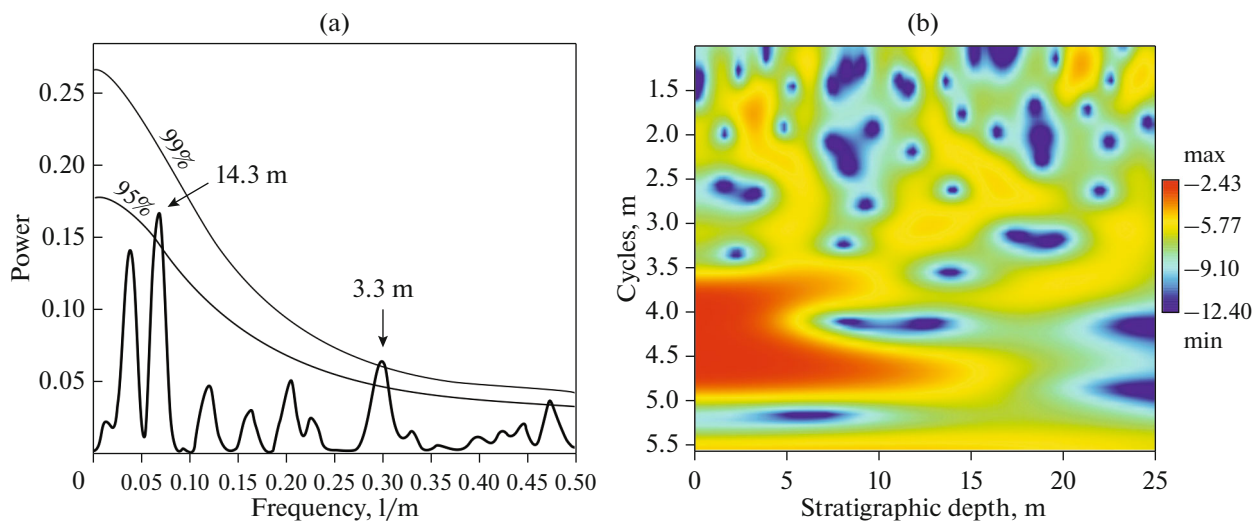 (a)
(b)
Power
0.25
0.20
0.15
0.10
0.05
0
99%
95%
14.3 m
3.3 m
0.05 0.10 0.15 0.20 0.25 0.30 0.35 0.40 0.45 0.50
Frequency, l/m
Cycles, m
1.5
2.0
2.5
3.0
3.5
4.0
4.5
5.0
5.5
0 5 10 15 20 25
Stratigraphic depth, m
max
−2.43
−5.77
−9.10
−12.40
min